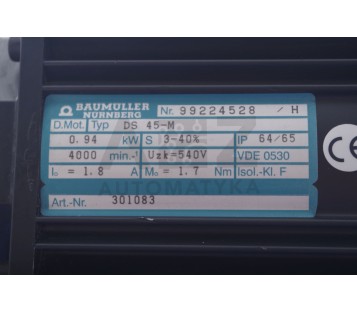 BAUMÜLLER
NÜRNBERG
Nr. 99224528 / H
D.Mot. Typ DS 45-M
0.94 kW S 3-40% IP 64/65
4000 min.-¹ Uzk=540V VDE 0530
I₀ = 1.8 A M₀ = 1.7 Nm Isol.-Kl. F
AUTOMATYKA
Art.-Nr. 301083
CE